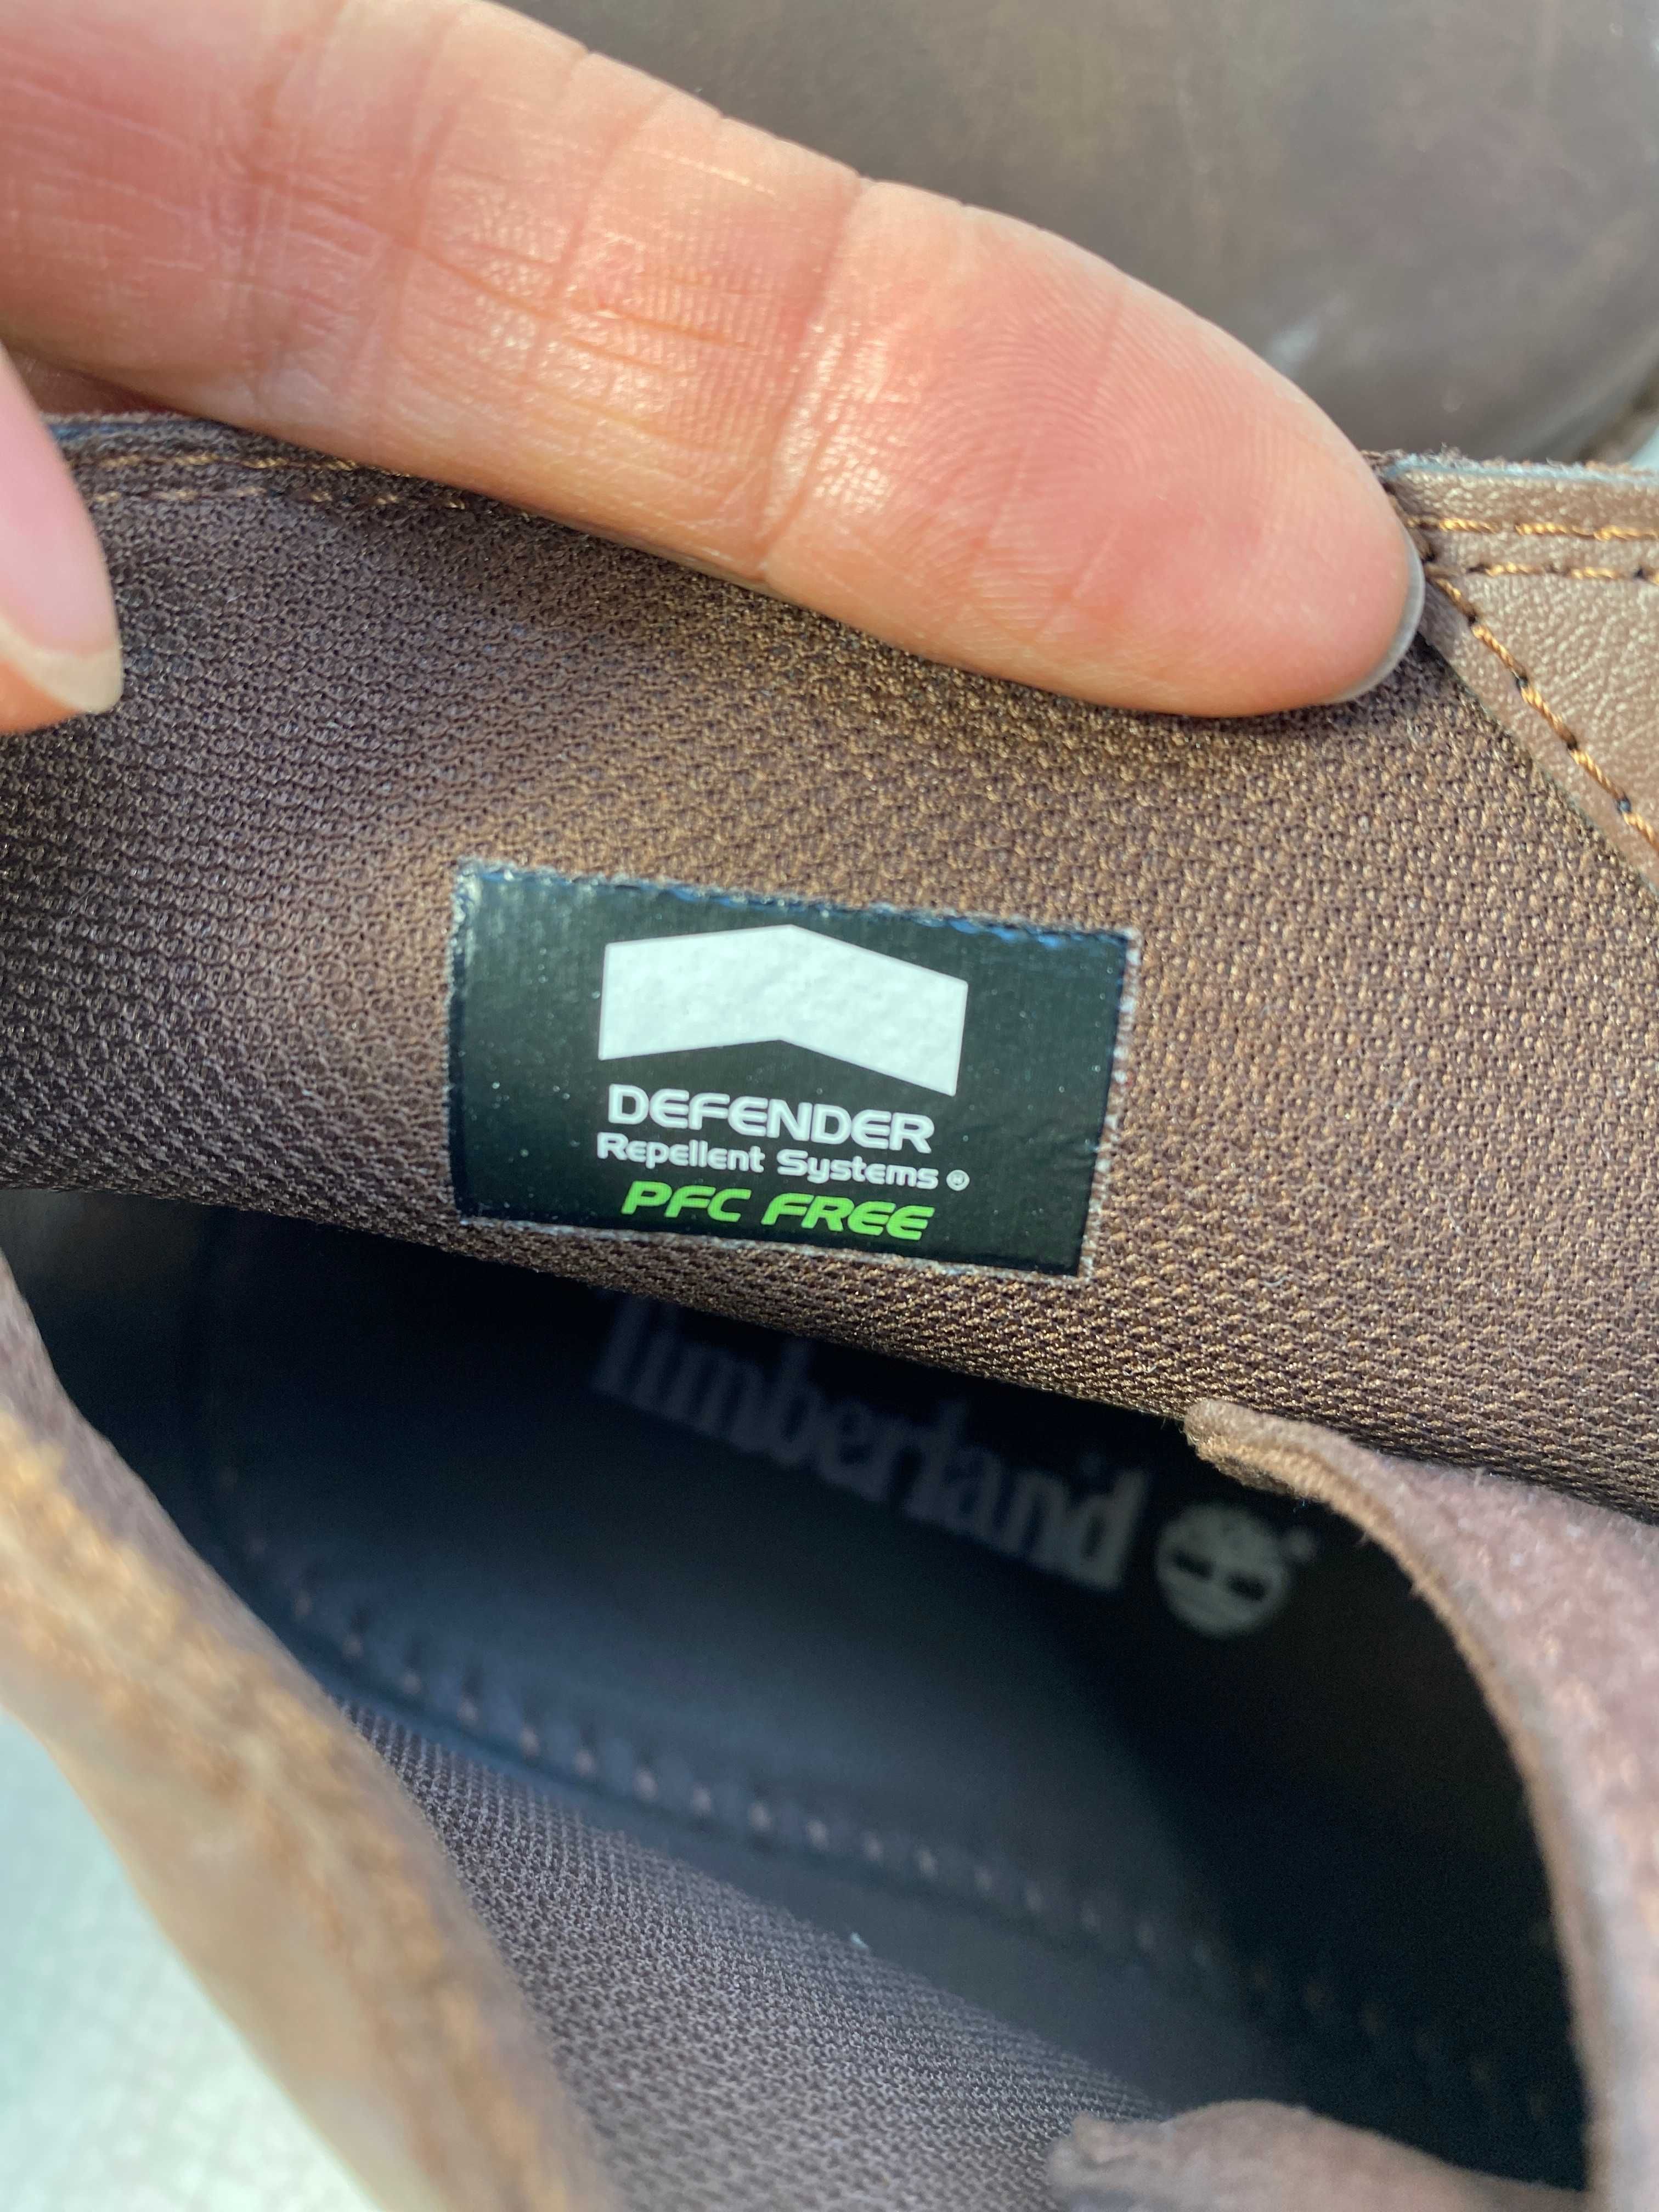 DEFENDER
Repellent Systems ®
PFC FREE
Timberland